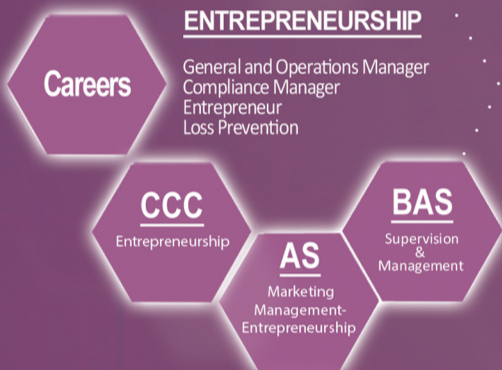 ENTREPRENEURSHIP
Careers
General and Operations Manager
Compliance Manager
Entrepreneur
Loss Prevention
CCC
Entrepreneurship
AS
Marketing
Management-
Entrepreneurship
BAS
Supervision
&
Management